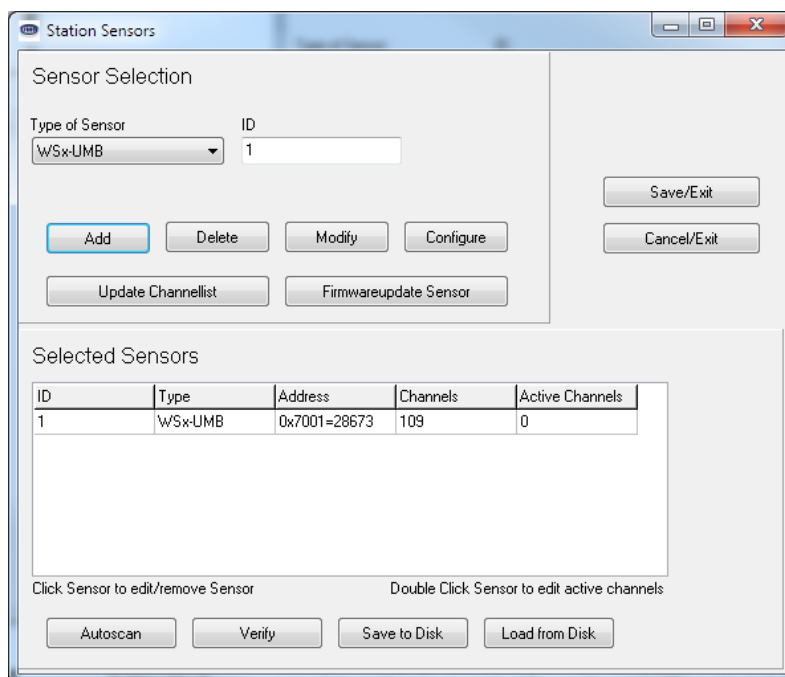 Station Sensors
Sensor Selection
Type of Sensor ID
WSx-UMB 1
Save/Exit
Add Delete Modify Configure Cancel/Exit
Update Channellist Firmwareupdate Sensor
Selected Sensors
ID Type Address Channels Active Channels
1 WSx-UMB 0x7001=28673 109 0
Click Sensor to edit/remove Sensor Double Click Sensor to edit active channels
Autoscan Verify Save to Disk Load from Disk